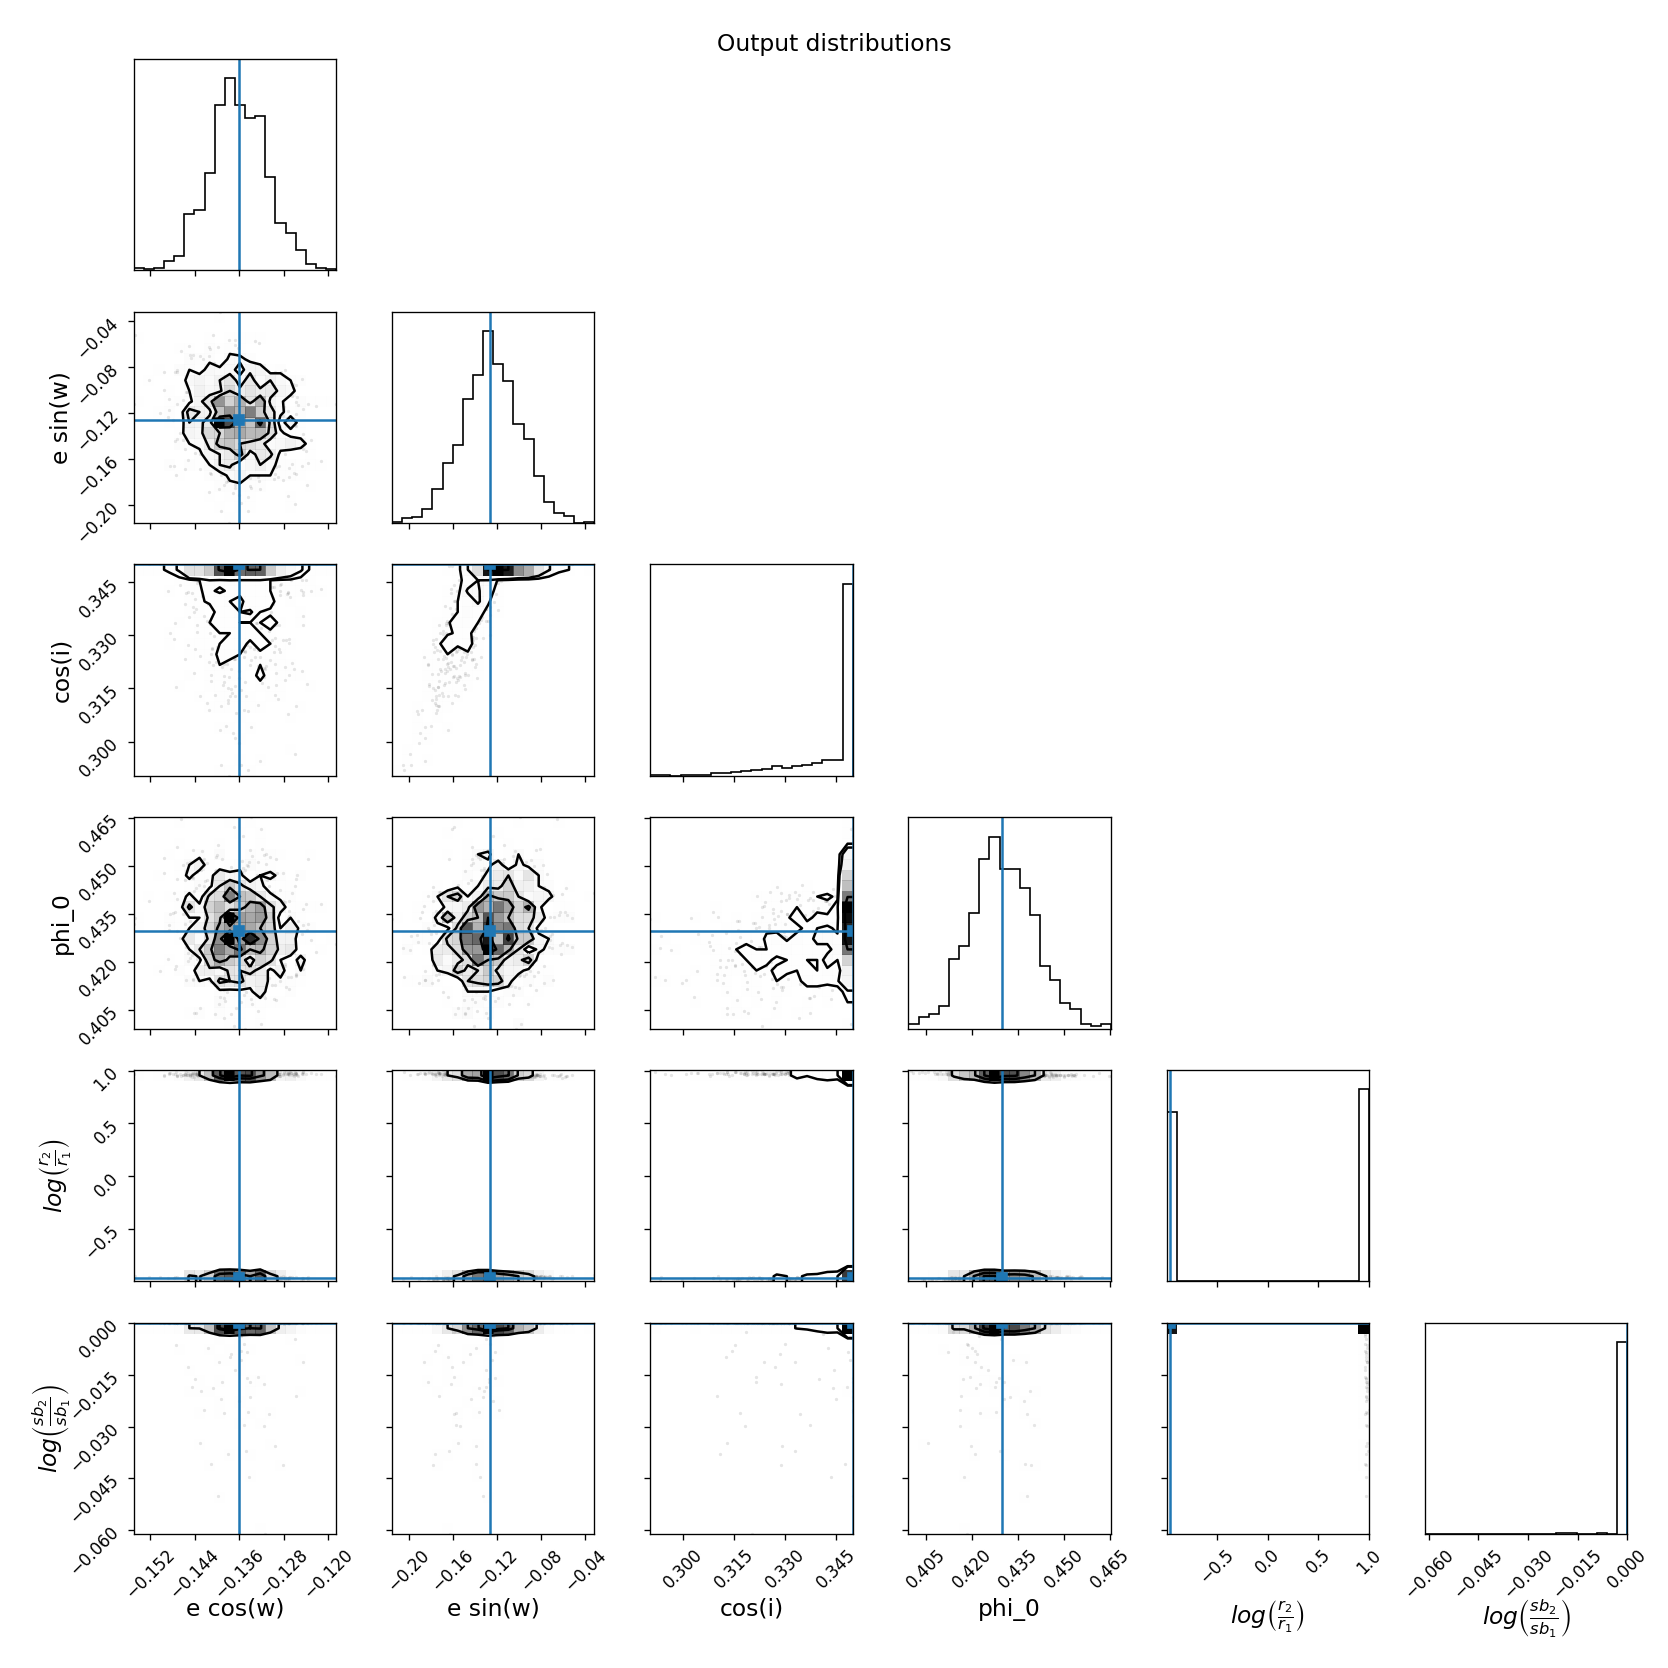 Output distributions
e sin(w)
−0.04
−0.08
−0.12
−0.16
−0.20
cos(i)
0.345
0.330
0.315
0.300
phi_0
0.465
0.450
0.435
0.420
0.405
log(r2/r1)
1.0
0.5
0.0
−0.5
log(sb2/sb1)
0.000
−0.015
−0.030
−0.045
−0.060
−0.152 −0.144 −0.136 −0.128 −0.120
−0.20 −0.16 −0.12 −0.08 −0.04
0.300 0.315 0.330 0.345
0.405 0.420 0.435 0.450 0.465
−0.5 0.0 0.5 1.0
−0.060 −0.045 −0.030 −0.015 0.000
e cos(w)
e sin(w)
cos(i)
phi_0
log(r2/r1)
log(sb2/sb1)